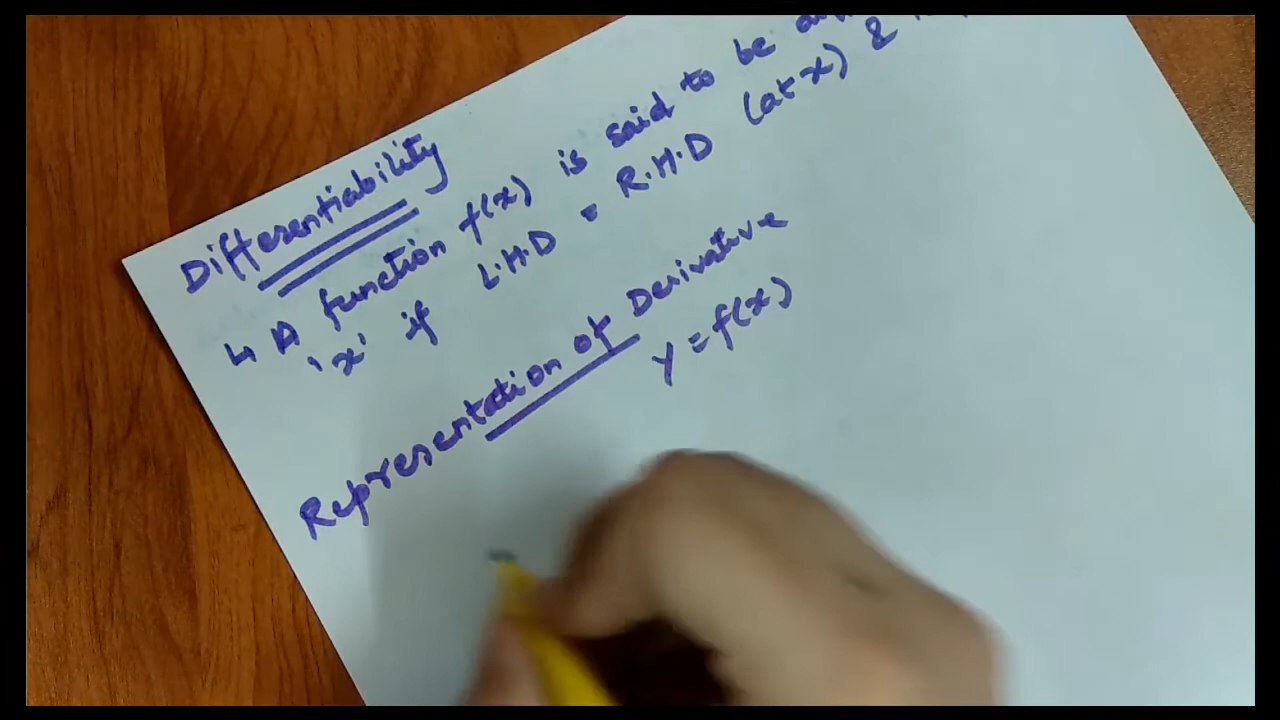 Differentiability
↳ A function f(x) is said to be
'x' if L.H.D = R.H.D (at x) &
Representation of Derivative
y = f(x)